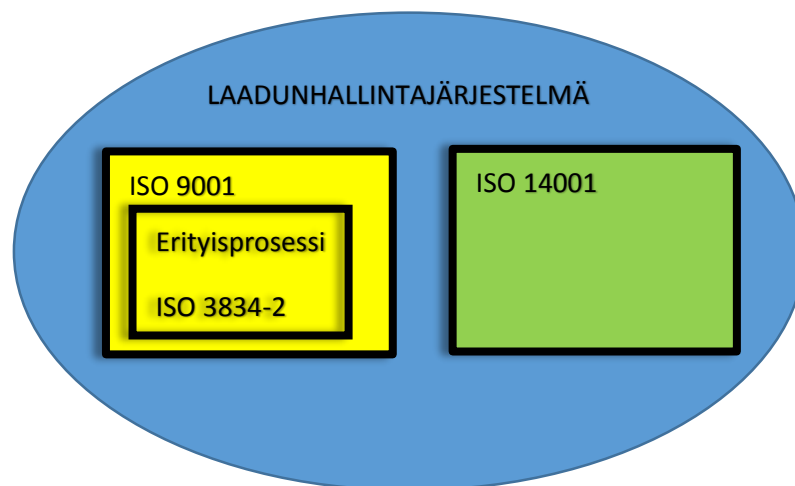 LAADUNHALLINTAJÄRJESTELMÄ
ISO 9001
Erityisprosessi
ISO 3834-2
ISO 14001